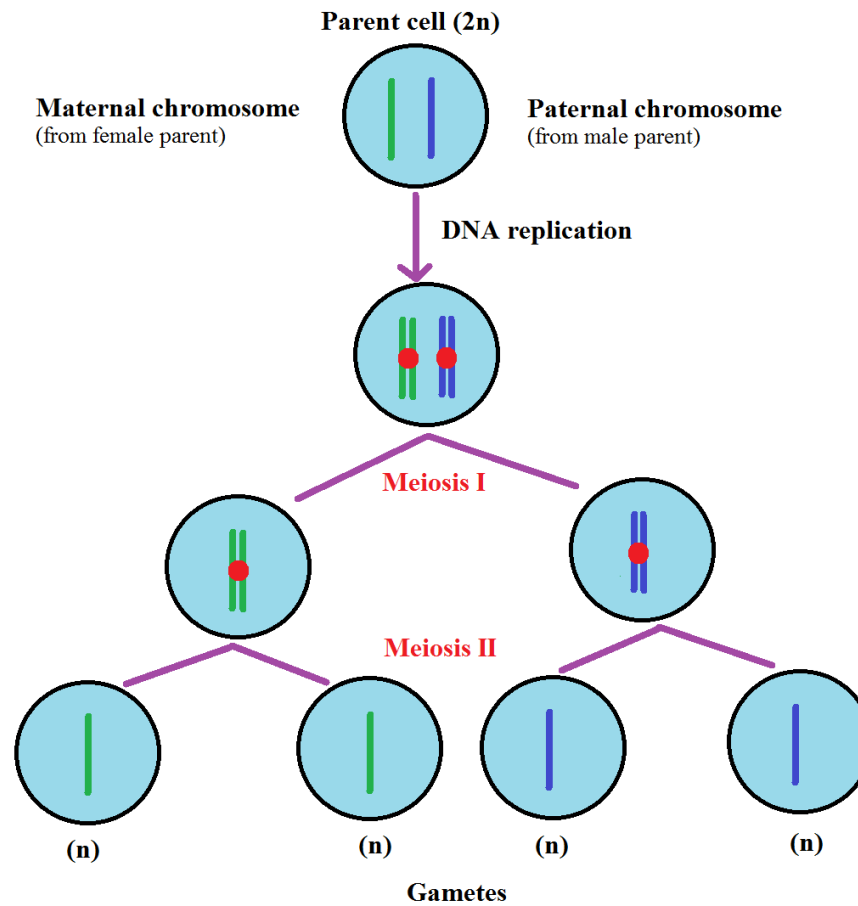 Parent cell (2n)
Maternal chromosome
(from female parent)
Paternal chromosome
(from male parent)
DNA replication
Meiosis I
Meiosis II
(n)
(n)
(n)
(n)
Gametes